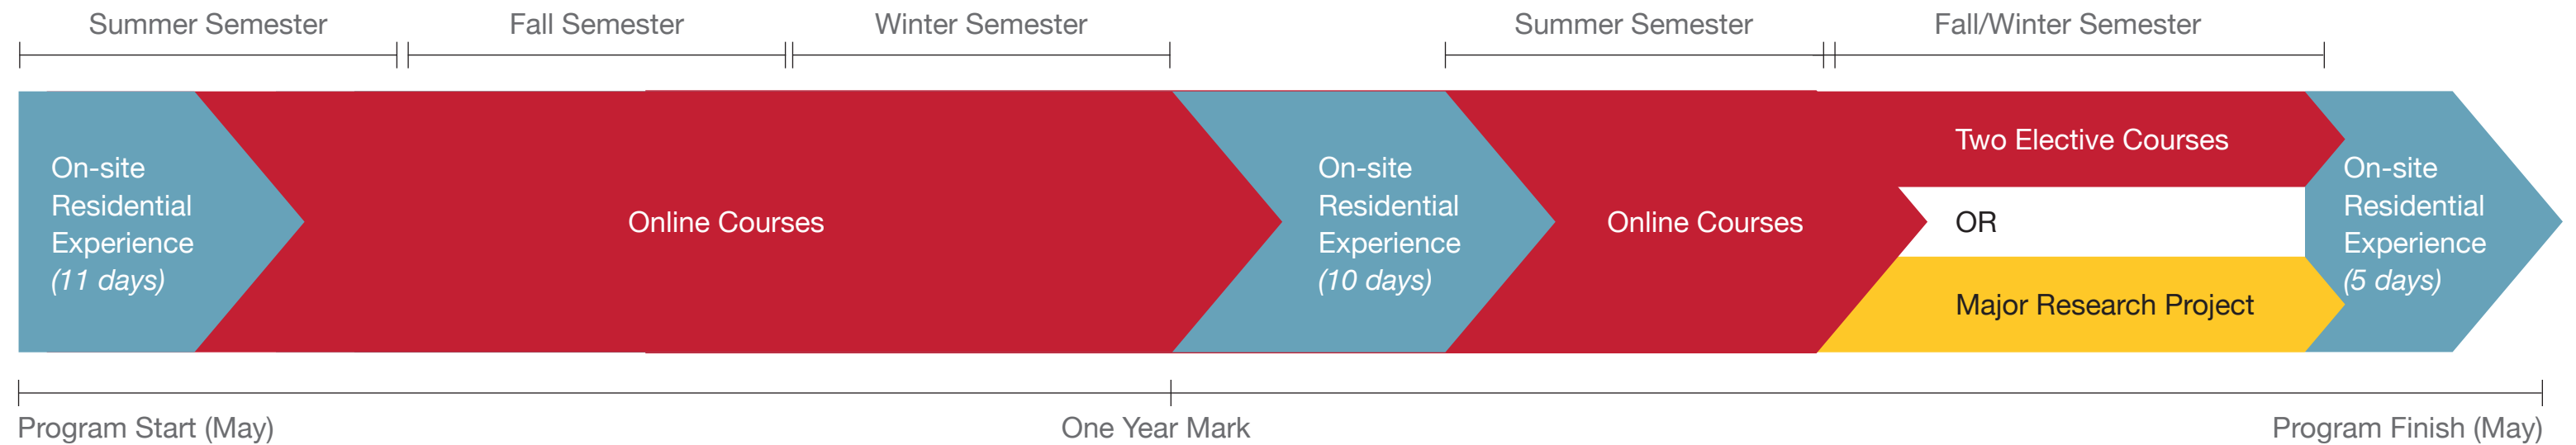 Summer Semester
Fall Semester
Winter Semester
Summer Semester
Fall/Winter Semester
On-site
Residential
Experience
(11 days)
Online Courses
On-site
Residential
Experience
(10 days)
Online Courses
Two Elective Courses
OR
Major Research Project
On-site
Residential
Experience
(5 days)
Program Start (May)
One Year Mark
Program Finish (May)